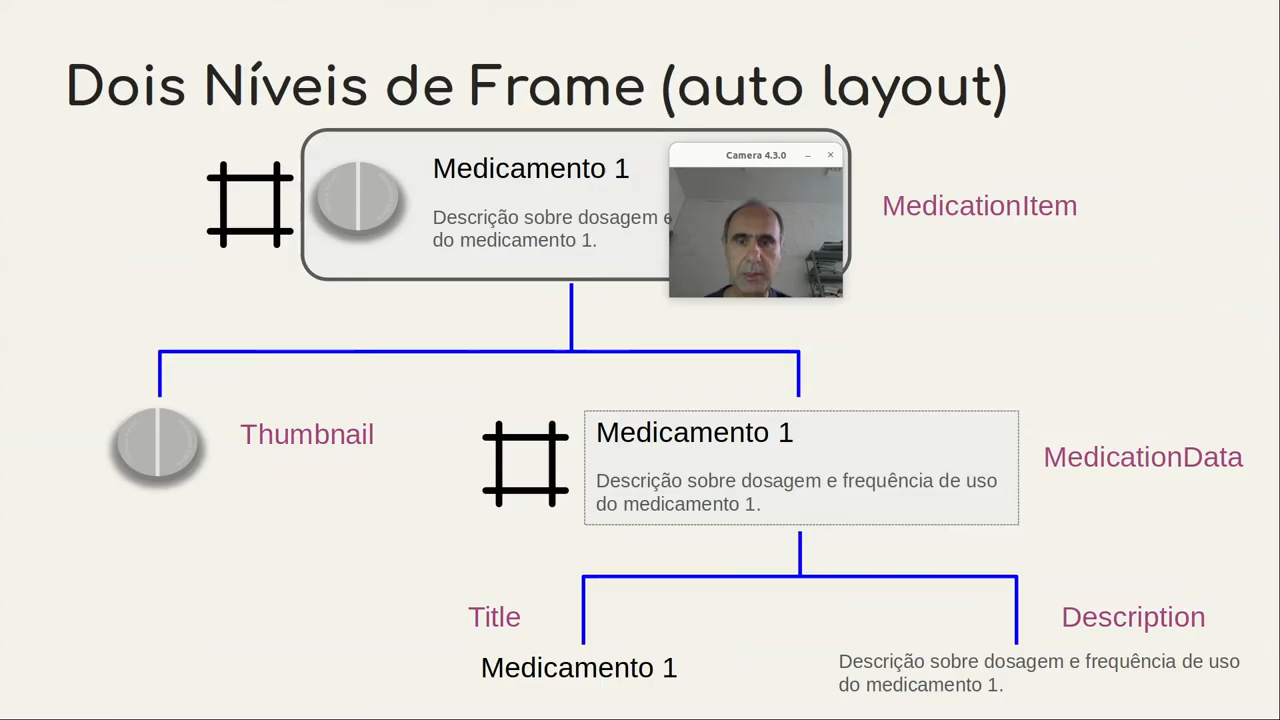 Dois Níveis de Frame (auto layout)
Medicamento 1
Camera 4.3.0
Descrição sobre dosagem e
do medicamento 1.
MedicationItem
Thumbnail
Medicamento 1
Descrição sobre dosagem e frequência de uso
do medicamento 1.
MedicationData
Title
Description
Medicamento 1
Descrição sobre dosagem e frequência de uso
do medicamento 1.